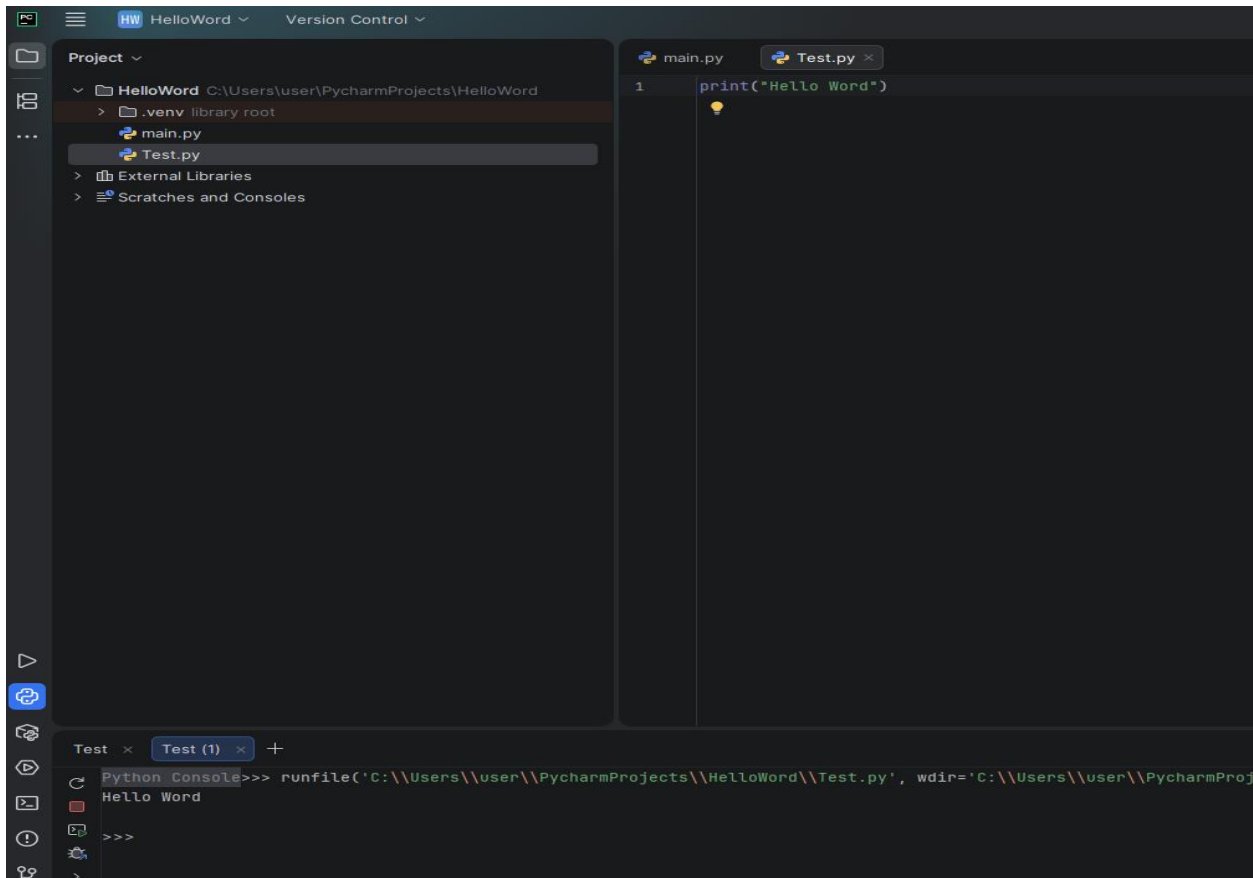 PC
HW HelloWord Version Control
Project
HelloWord C:\Users\user\PycharmProjects\HelloWord
.venv library root
main.py
Test.py
External Libraries
Scratches and Consoles
main.py Test.py
1 print("Hello Word")
Test Test (1)
Python Console>>> runfile('C:\\Users\\user\\PycharmProjects\\HelloWord\\Test.py', wdir='C:\\Users\\user\\PycharmProj
Hello Word
>>>